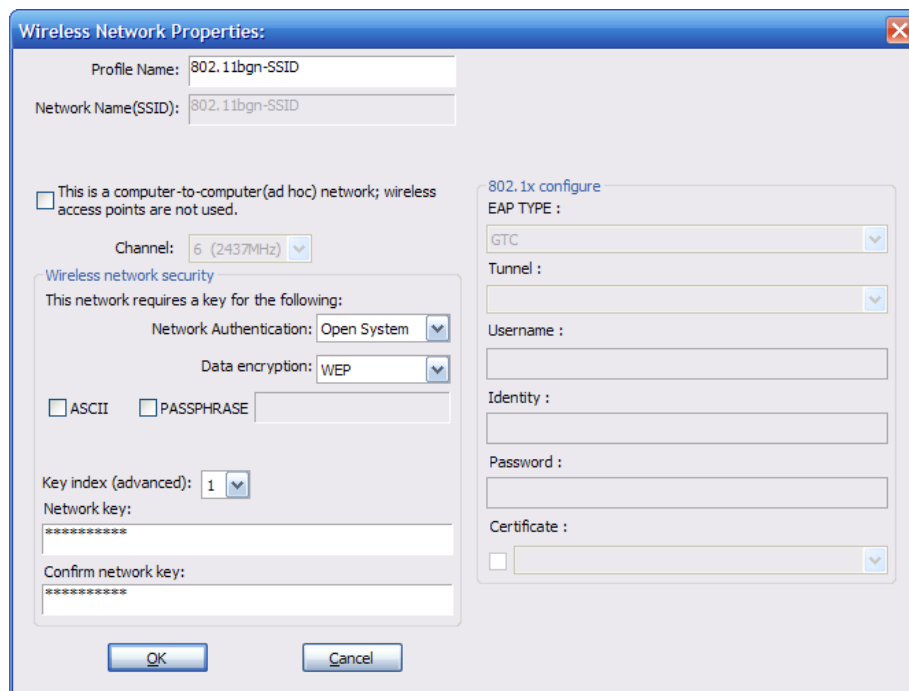 Wireless Network Properties:
Profile Name: 802.11bgn-SSID
Network Name(SSID): 802.11bgn-SSID
This is a computer-to-computer(ad hoc) network; wireless
access points are not used.
Channel: 6 (2437MHz)
Wireless network security
This network requires a key for the following:
Network Authentication: Open System
Data encryption: WEP
ASCII PASSPHRASE
Key index (advanced): 1
Network key:
**********
Confirm network key:
**********
OK Cancel
802.1x configure
EAP TYPE :
GTC
Tunnel :
Username :
Identity :
Password :
Certificate :